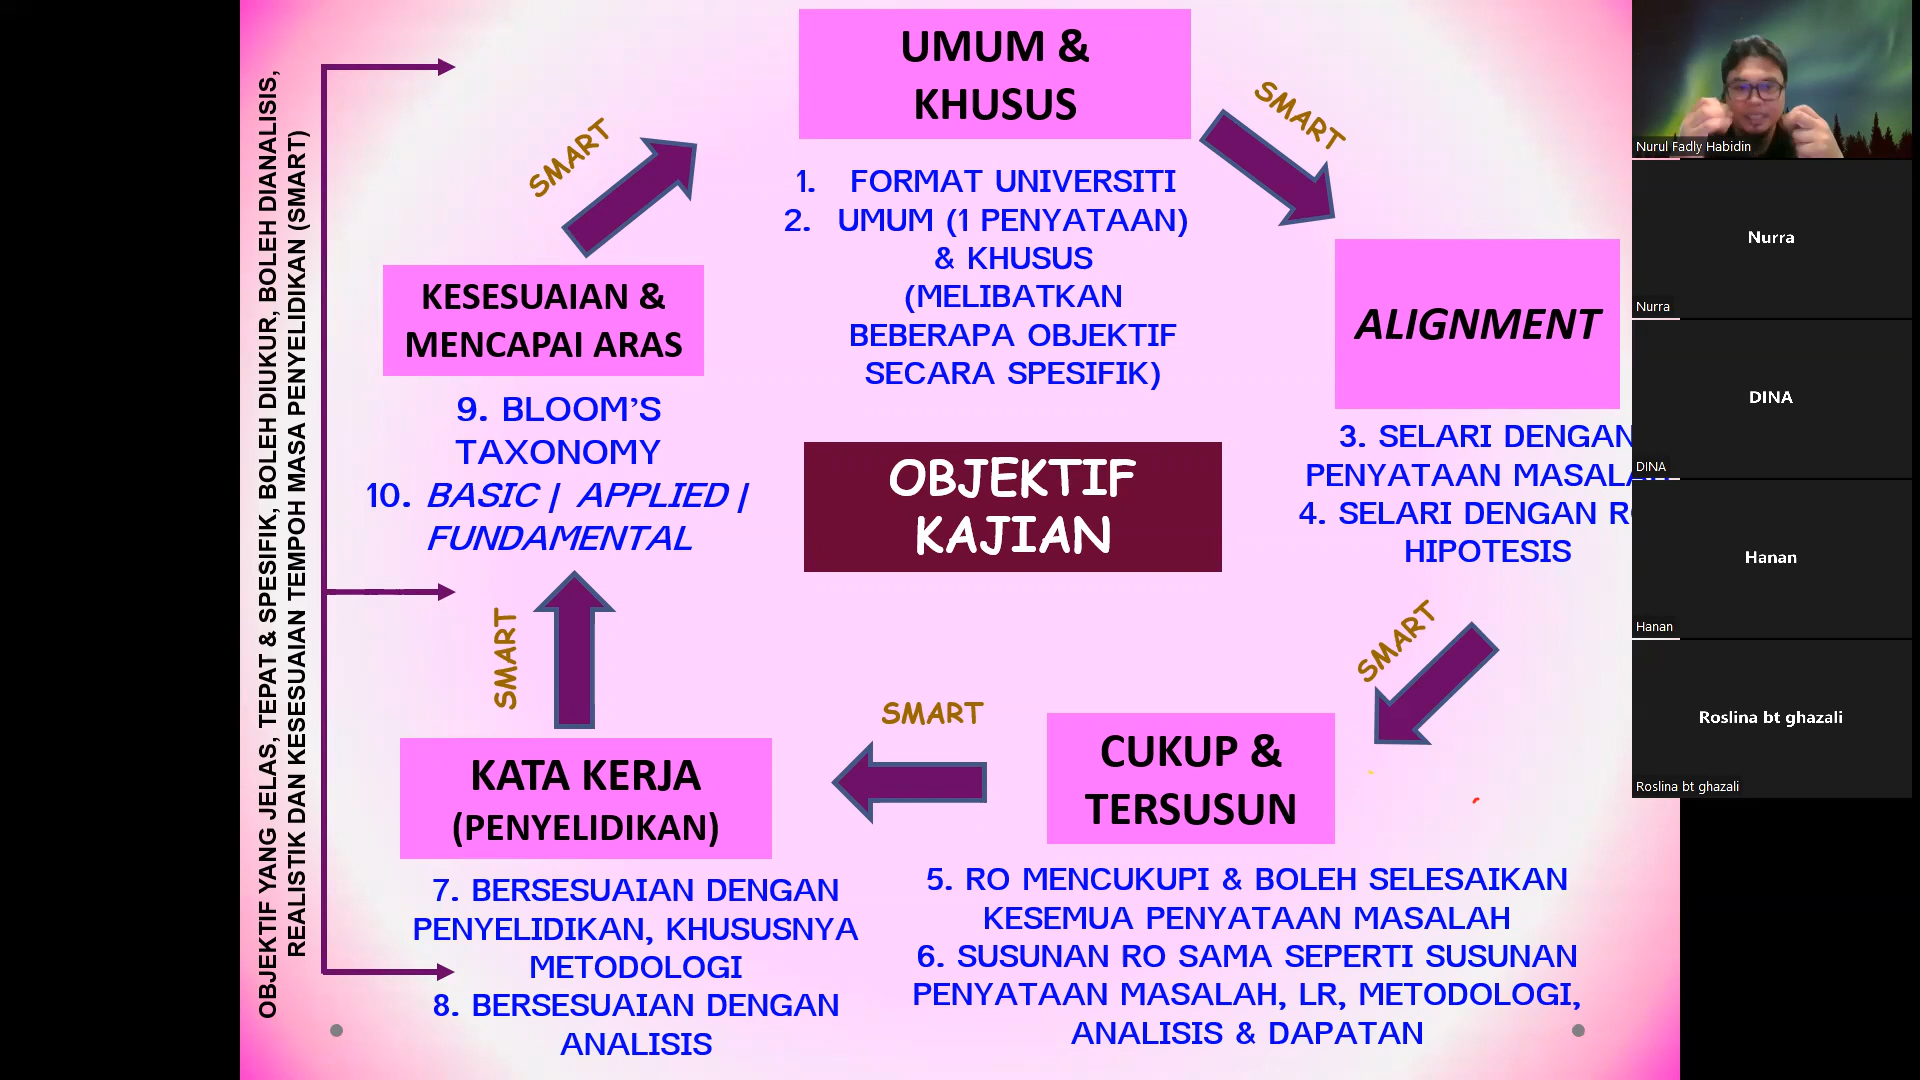 OBJEKTIF YANG JELAS, TEPAT & SPESIFIK, BOLEH DIUKUR, BOLEH DIANALISIS,
REALISTIK DAN KESESUAIAN TEMPOH MASA PENYELIDIKAN (SMART)
UMUM &
KHUSUS
1. FORMAT UNIVERSITI
2. UMUM (1 PENYATAAN)
& KHUSUS
(MELIBATKAN
BEBERAPA OBJEKTIF
SECARA SPESIFIK)
SMART
ALIGNMENT
3. SELARI DENGAN
PENYATAAN
4. SELARI DENGAN
HIPOTESIS
SMART
CUKUP &
TERSUSUN
5. RO MENCUKUPI & BOLEH SELESAIKAN
KESEMUA PENYATAAN MASALAH
6. SUSUNAN RO SAMA SEPERTI SUSUNAN
PENYATAAN MASALAH, LR, METODOLOGI,
ANALISIS & DAPATAN
SMART
KATA KERJA
(PENYELIDIKAN)
7. BERSESUAIAN DENGAN
PENYELIDIKAN, KHUSUSNYA
METODOLOGI
8. BERSESUAIAN DENGAN
ANALISIS
SMART
KESESUAIAN &
MENCAPAI ARAS
9. BLOOM'S
TAXONOMY
10. BASIC / APPLIED /
FUNDAMENTAL
SMART
OBJEKTIF
KAJIAN
Nurul Fadly Habidin
Nurra
Nurra
DINA
DINA
Hanan
Hanan
Roslina bt ghazali
Roslina bt ghazali